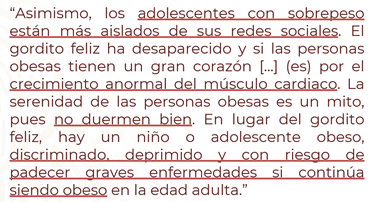 “Asimismo, los adolescentes con sobrepeso
están más aislados de sus redes sociales. El
gordito feliz ha desaparecido y si las personas
obesas tienen un gran corazón [...] (es) por el
crecimiento anormal del músculo cardiaco. La
serenidad de las personas obesas es un mito,
pues no duermen bien. En lugar del gordito
feliz, hay un niño o adolescente obeso,
discriminado, deprimido y con riesgo de
padecer graves enfermedades si continúa
siendo obeso en la edad adulta.”